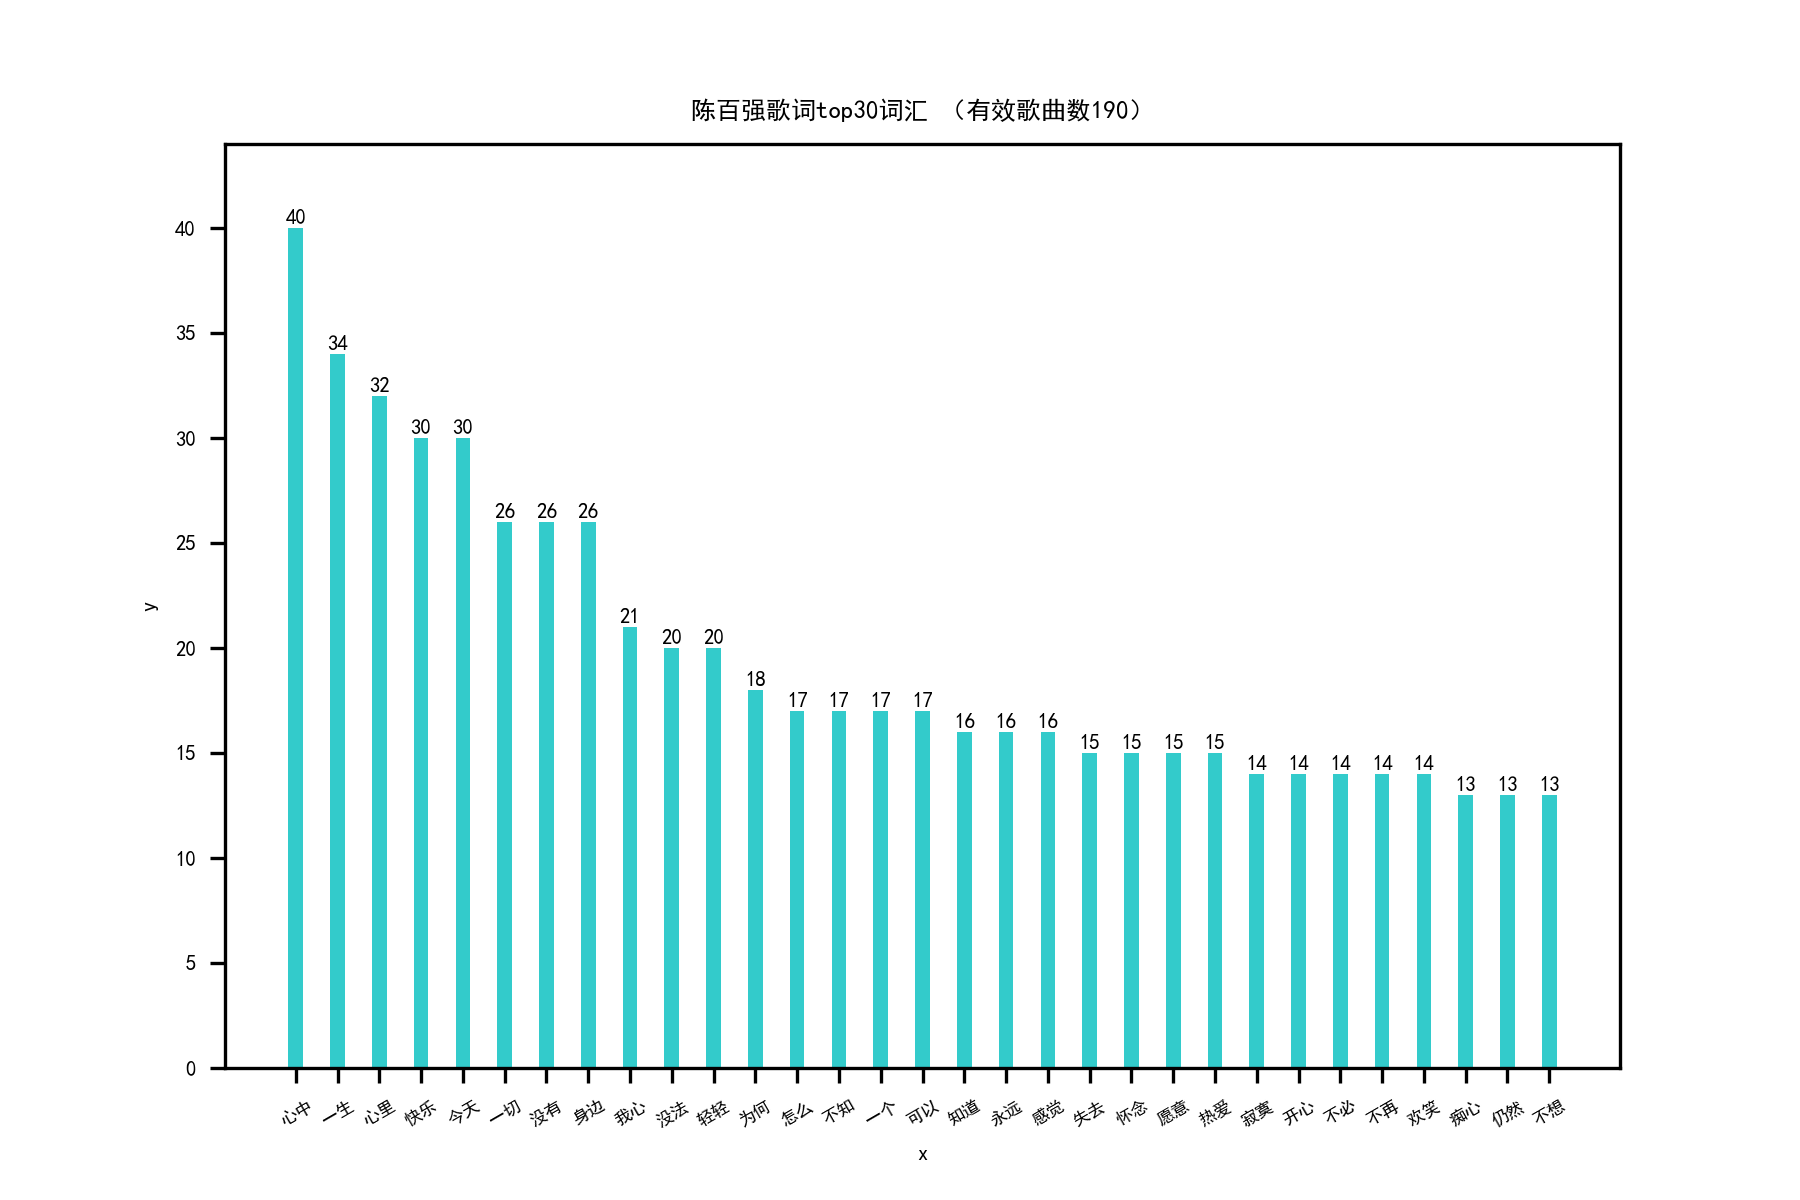 陈百强歌词top30词汇 （有效歌曲数190）
40
34
32
30 30
26 26 26
21
20 20
18
17 17 17 17
16 16 16
15 15 15 15
14 14 14 14 14
13 13 13
40
35
30
25
20
15
10
5
0
y
心中 一生 心里 快乐 今天 一切 没有 身边 我心 没法 轻轻 为何 怎么 不知 一个 可以 知道 永远 感觉 失去 怀念 愿意 热爱 寂寞 开心 不必 不再 欢笑 痴心 仍然 不想
x